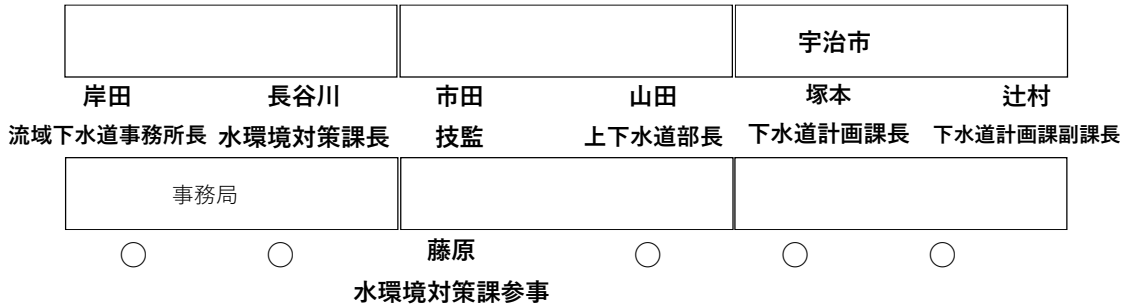 宇治市
岸田 長谷川 市田 山田 塚本 辻村
流域下水道事務所長 水環境対策課長 技監 上下水道部長 下水道計画課長 下水道計画課副課長
事務局
○ ○ 藤原 ○ ○ ○
水環境対策課参事